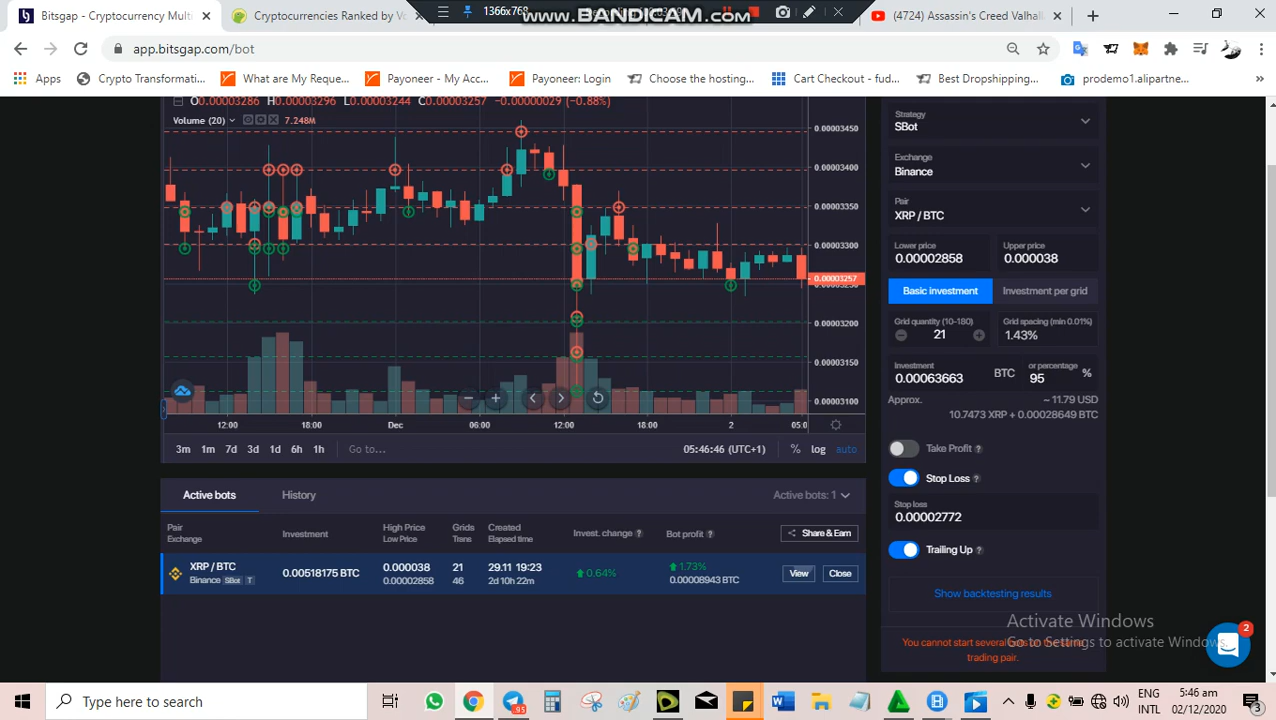 Bitsgap - Cryptocurrency Mult
Cryptocurrencies Ranked by
1366x768
www.BANDICAM.com
(4724) Assassin's Creed Valhall
app.bitsgap.com/bot
Apps
Crypto Transformati...
What are My Reque...
Payoneer - My Acc...
Payoneer: Login
Choose the hosting...
Cart Checkout - fud...
Best Dropshipping...
prodemo1.alipartne...
»
O0.00003286 H0.00003296 L0.00003244 C0.00003257 -0.00000029 (-0.88%)
Volume (20) 7.248M
0.00003450
0.00003400
0.00003350
0.00003300
0.00003257
0.00003250
0.00003200
0.00003150
0.00003100
12:00 18:00 Dec 06:00 12:00 18:00 2 05:0
3m 1m 7d 3d 1d 6h 1h Go to...
05:46:46 (UTC+1) % log auto
Strategy
SBot
Exchange
Binance
Pair
XRP / BTC
Lower price
0.00002858
Upper price
0.000038
Basic investment
Investment per grid
Grid quantity (10-180)
21
Grid spacing (min 0.01%)
1.43%
Investment
0.00063663 BTC
or percentage
95 %
Approx. ~ 11.79 USD
10.7473 XRP + 0.00028649 BTC
Take Profit ?
Stop Loss ?
Stop loss
0.00002772
Trailing Up ?
Show backtesting results
You cannot start several bots on the same
trading pair.
Active bots
History
Active bots: 1
Pair
Exchange
Investment
High Price
Low Price
Grids
Trans
Created
Elapsed time
Invest. change ?
Bot profit ?
Share & Earn
XRP / BTC
Binance SBot T
0.00518175 BTC
0.000038
0.00002858
21
46
29.11 19:23
2d 10h 22m
0.64%
1.73%
0.00008943 BTC
View
Close
Activate Windows
Go to Settings to activate Windows.
2
Type here to search
95
ENG
INTL
5:46 am
02/12/2020
3